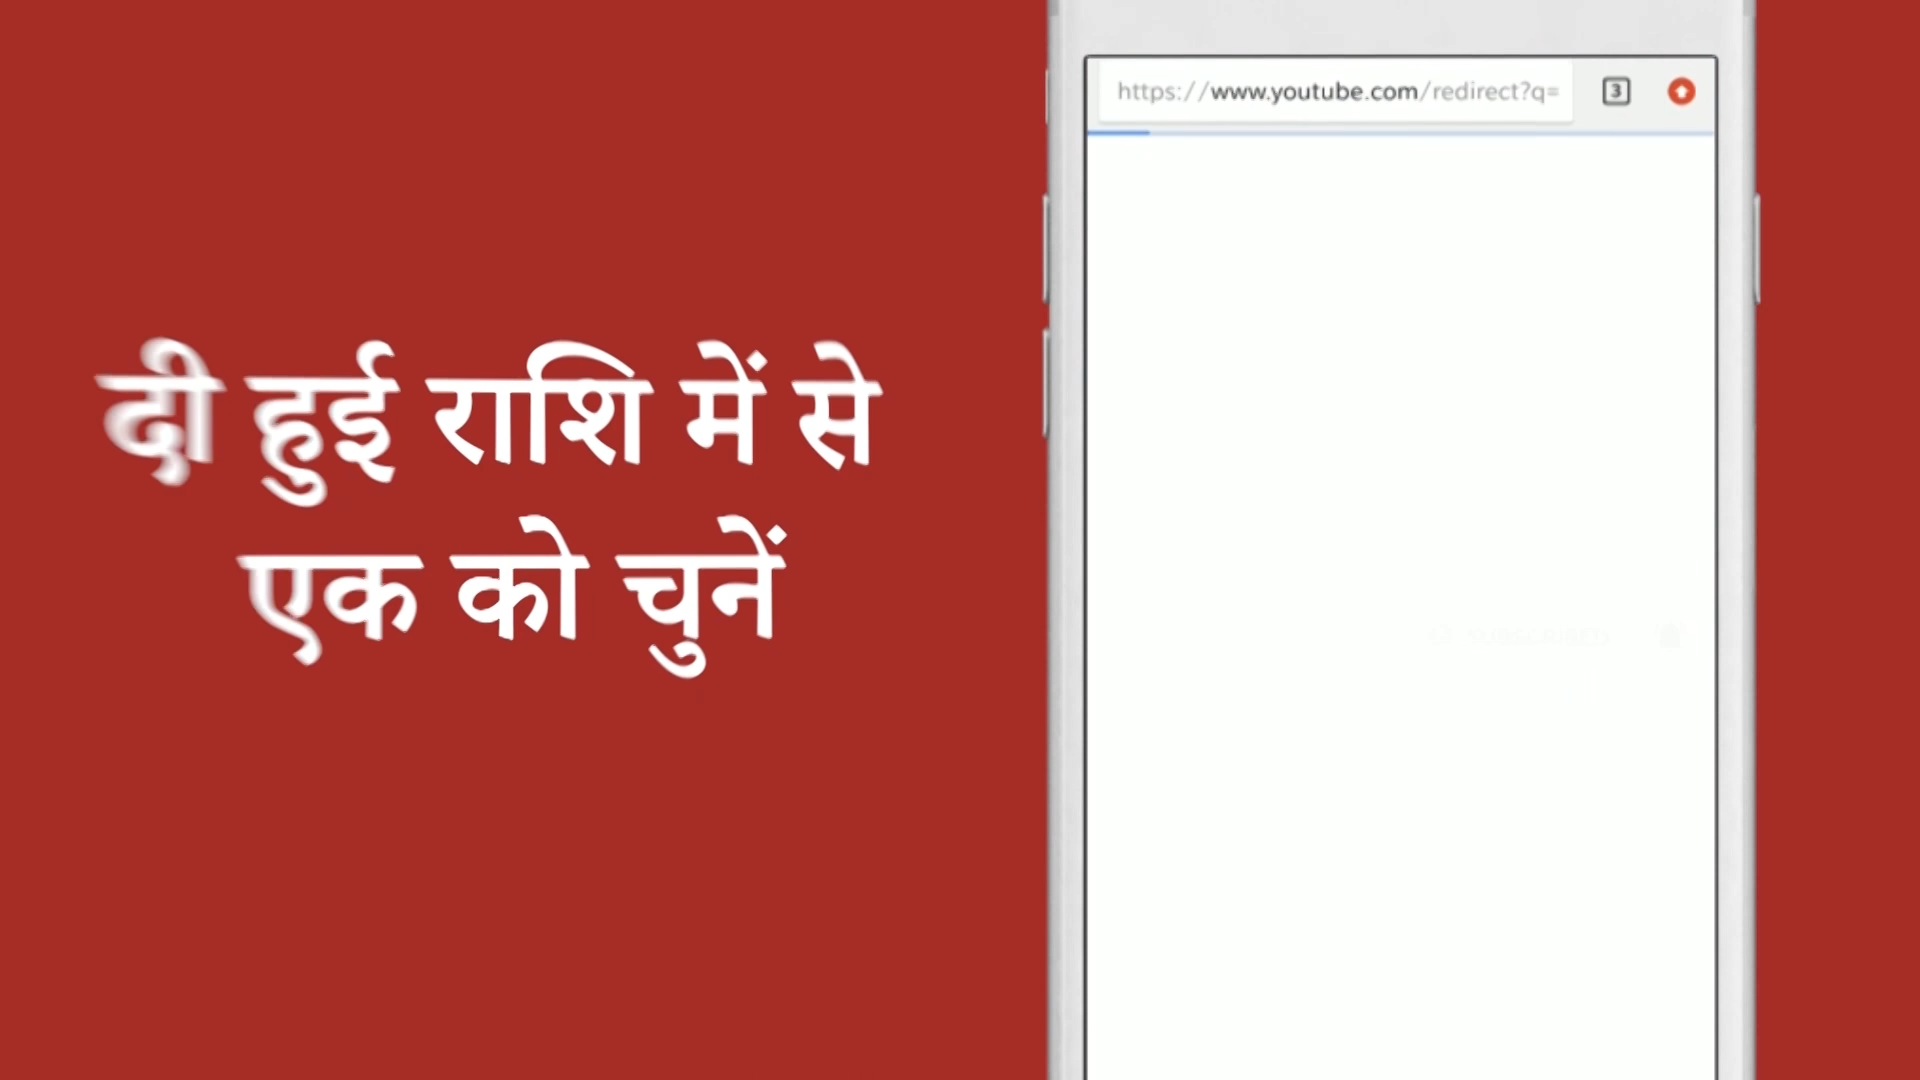 दी हुई राशि में से
एक को चुनें
https://www.youtube.com/redirect?q=
3